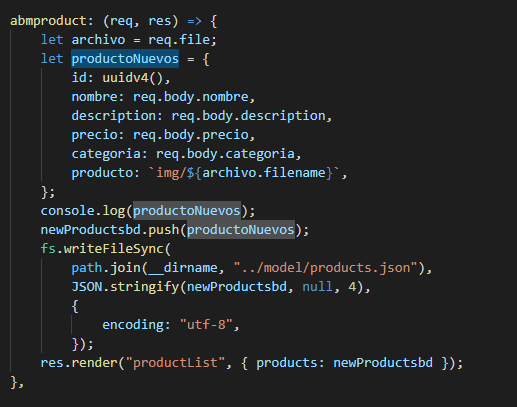 abmproduct: (req, res) => {
    let archivo = req.file;
    let productoNuevos = {
        id: uuidv4(),
        nombre: req.body.nombre,
        description: req.body.description,
        precio: req.body.precio,
        categoria: req.body.categoria,
        producto: `img/${archivo.filename}`,
    };
    console.log(productoNuevos);
    newProductsbd.push(productoNuevos);
    fs.writeFileSync(
        path.join(__dirname, "../model/products.json"),
        JSON.stringify(newProductsbd, null, 4),
        {
            encoding: "utf-8",
        });
    res.render("productList", { products: newProductsbd });
},